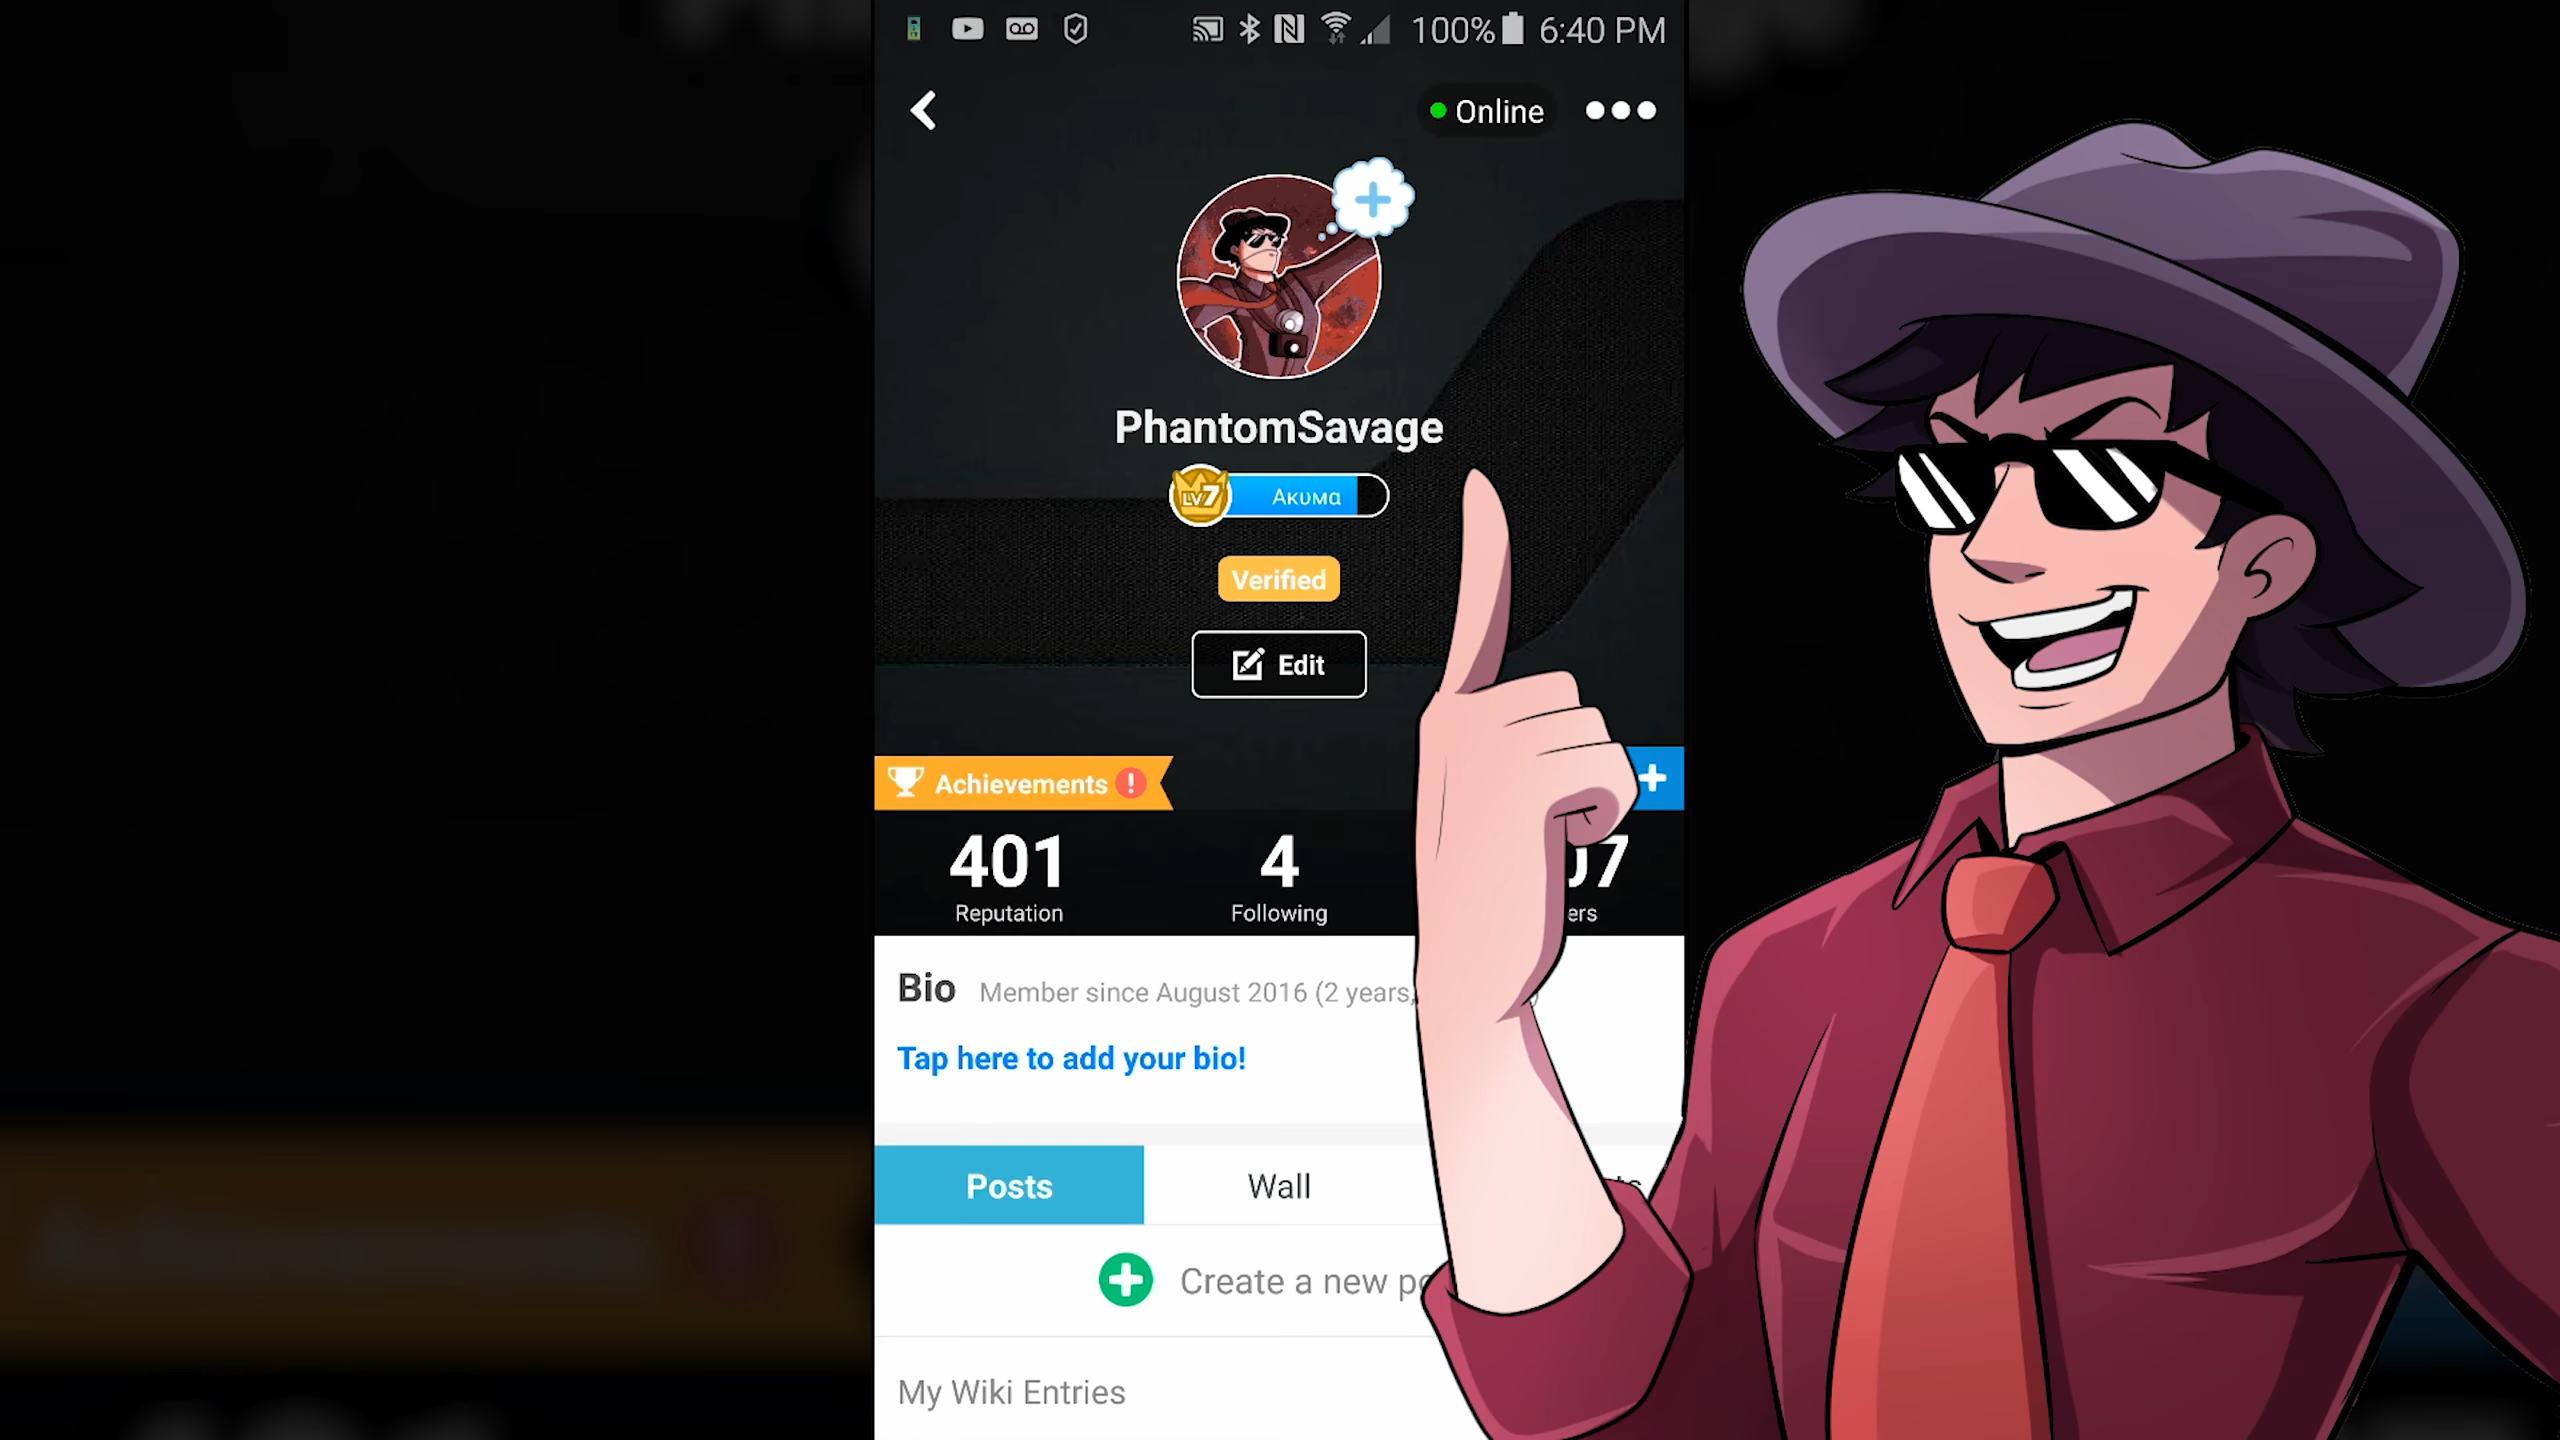 100% 6:40 PM
Online
PhantomSavage
LV7 Aκυмα
Verified
Edit
Achievements !
401 4
Reputation Following
Bio Member since August 2016 (2 years,
Tap here to add your bio!
Posts Wall
Create a new
My Wiki Entries